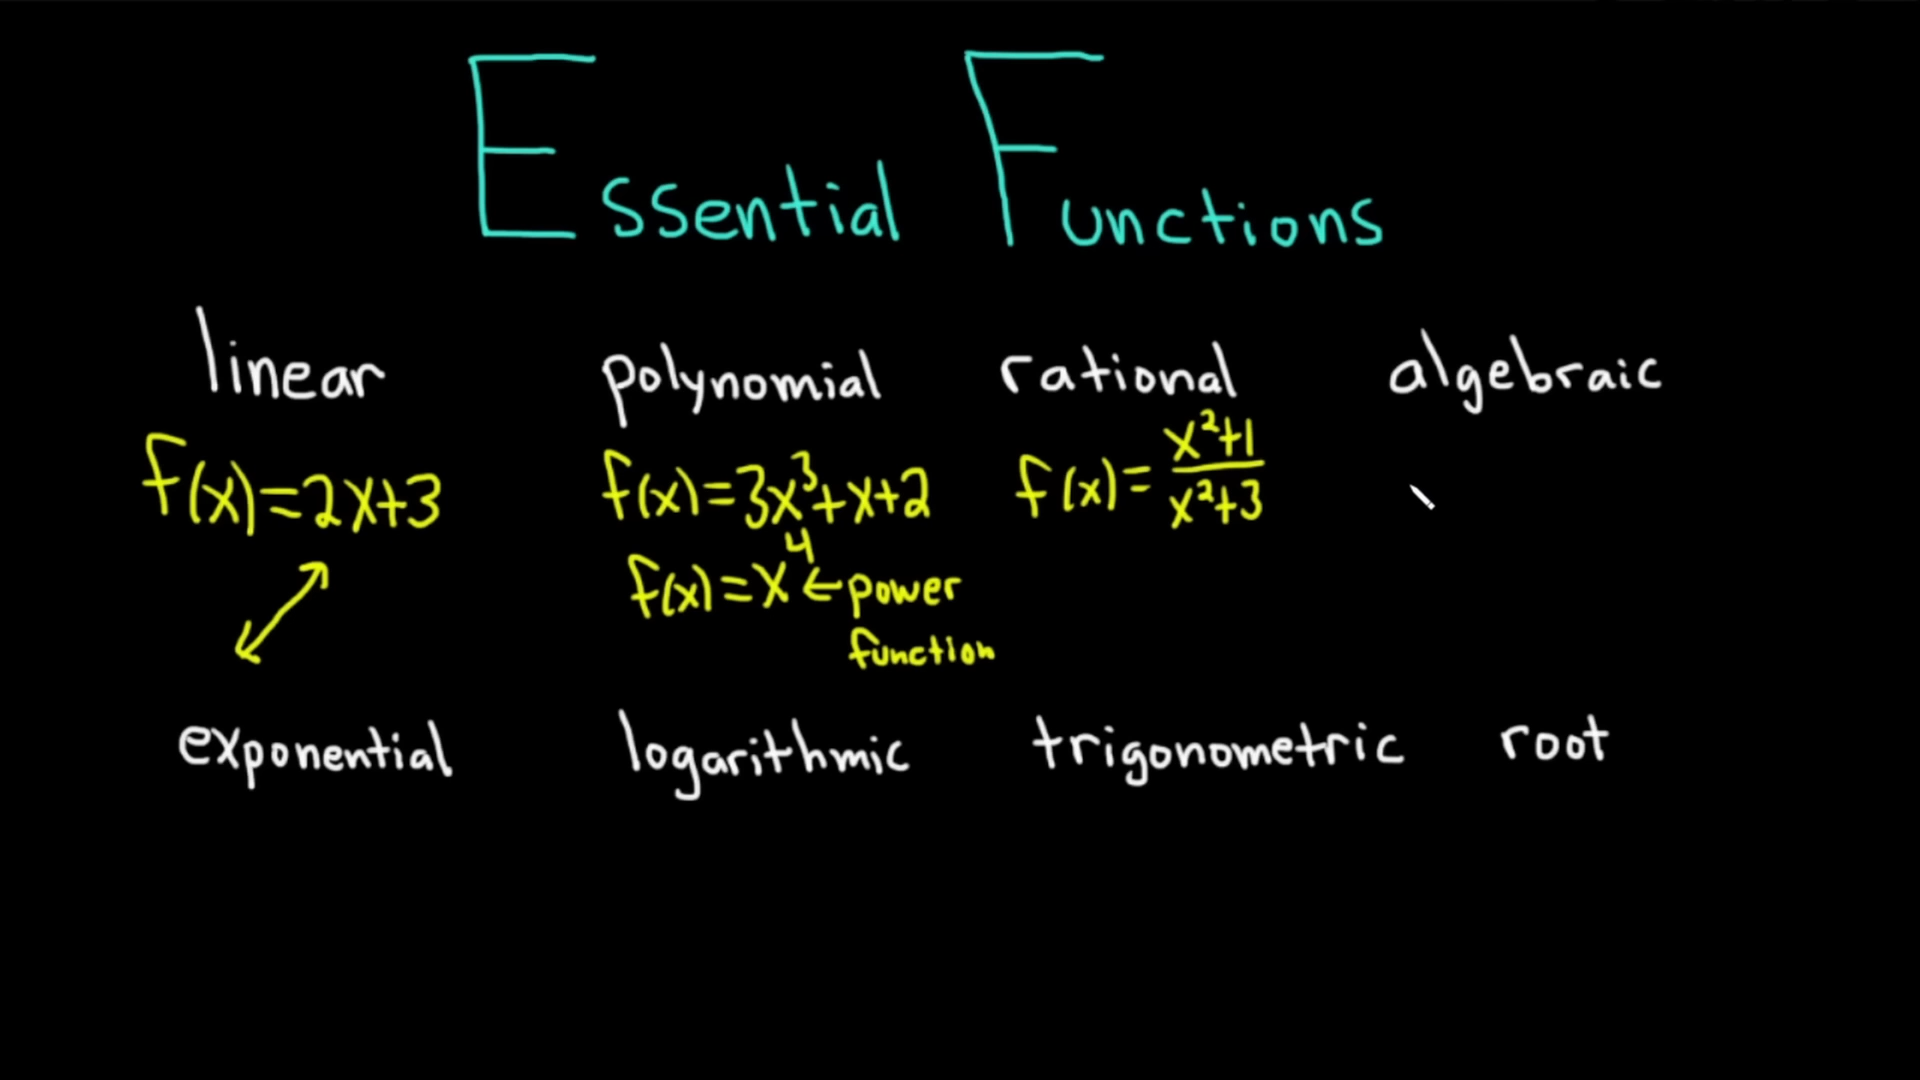 Essential Functions
linear polynomial rational algebraic
f(x)=2x+3 f(x)=3x³+x+2 f(x)=x²+1/x²+3
f(x)=x⁴←power
function
exponential logarithmic trigonometric root